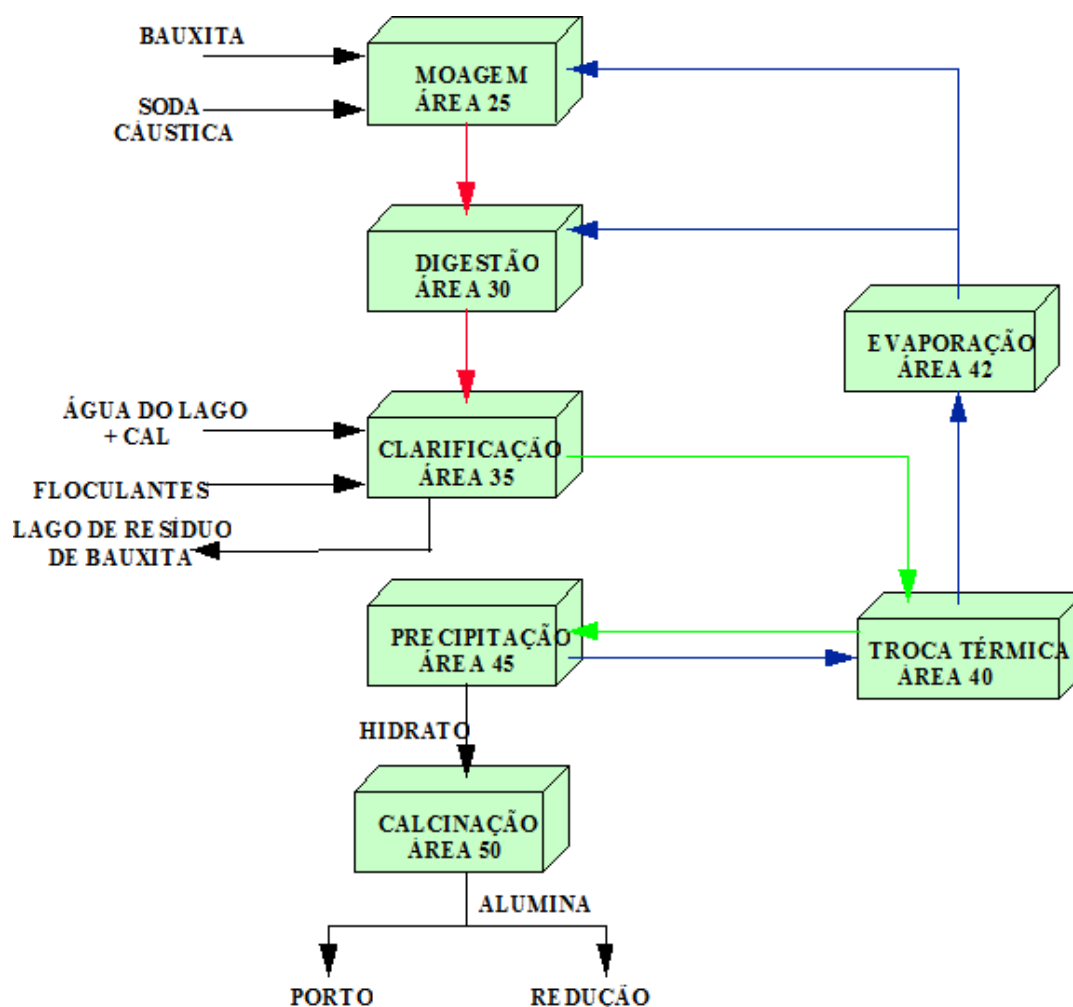 BAUXITA
SODA
CÁUSTICA
MOAGEM
ÁREA 25
DIGESTÃO
ÁREA 30
EVAPORAÇÃO
ÁREA 42
ÁGUA DO LAGO
+ CAL
FLOCULANTES
LAGO DE RESÍDUO
DE BAUXITA
CLARIFICAÇÃO
ÁREA 35
PRECIPITAÇÃO
ÁREA 45
TROCA TÉRMICA
ÁREA 40
HIDRATO
CALCINAÇÃO
ÁREA 50
ALUMINA
PORTO
REDUÇÃO